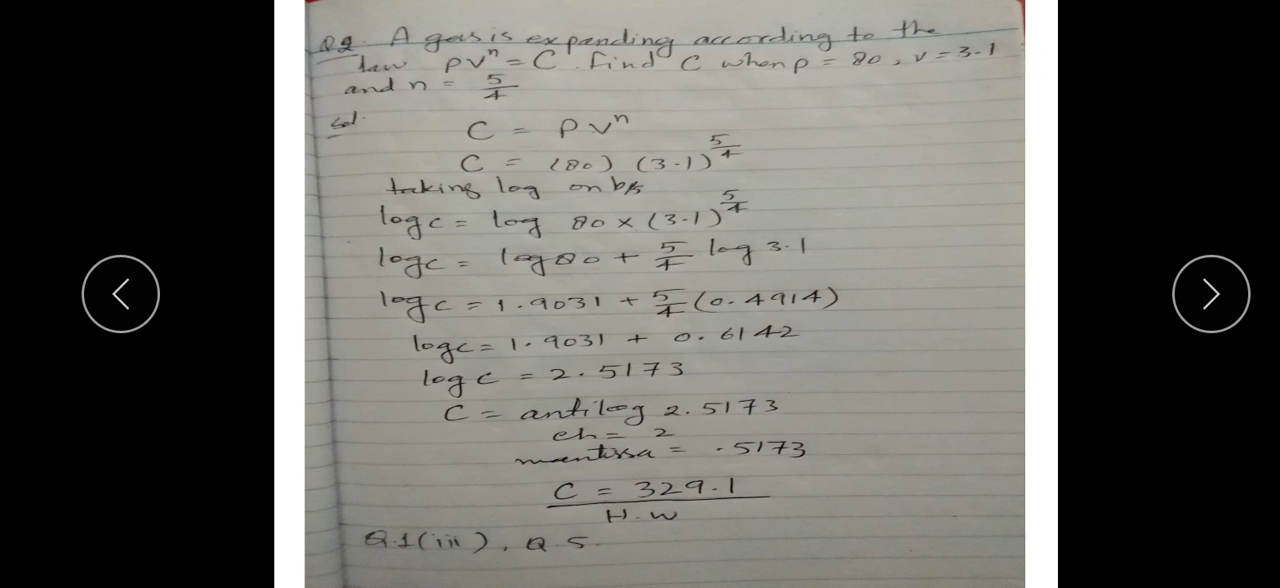 Q2. A gas is expanding according to the
law pvⁿ = C. find C when p = 80, v = 3.1
and n = 5/4
Sol.
C = Pvⁿ
C = (80) (3.1)^5/4
taking log on b/s
log c = log 80 × (3.1)^5/4
log c = log 80 + 5/4 log 3.1
log c = 1.9031 + 5/4 (0.4914)
log c = 1.9031 + 0.6142
log c = 2.5173
C = antilog 2.5173
ch = 2
mantissa = .5173
C = 329.1
H.W
Q.1(iii), Q 5.